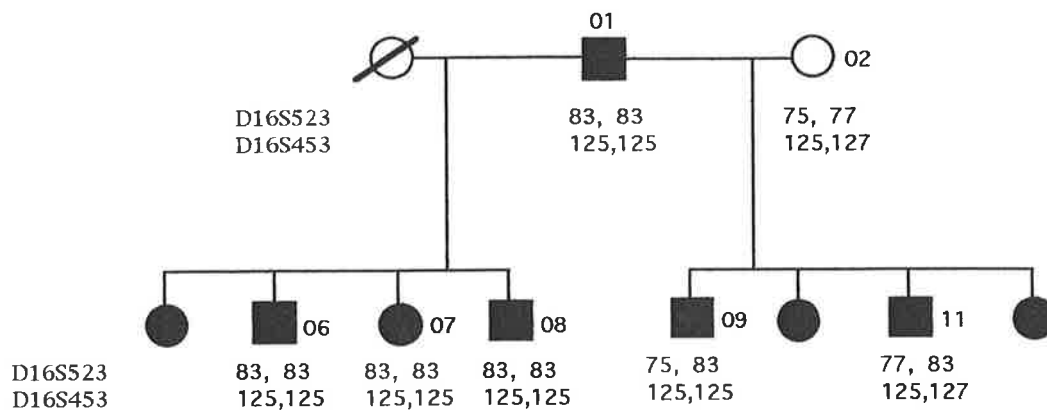 01
02
D16S523 83, 83 75, 77
D16S453 125,125 125,127
06 07 08 09 11
D16S523 83, 83 83, 83 83, 83 75, 83 77, 83
D16S453 125,125 125,125 125,125 125,125 125,127